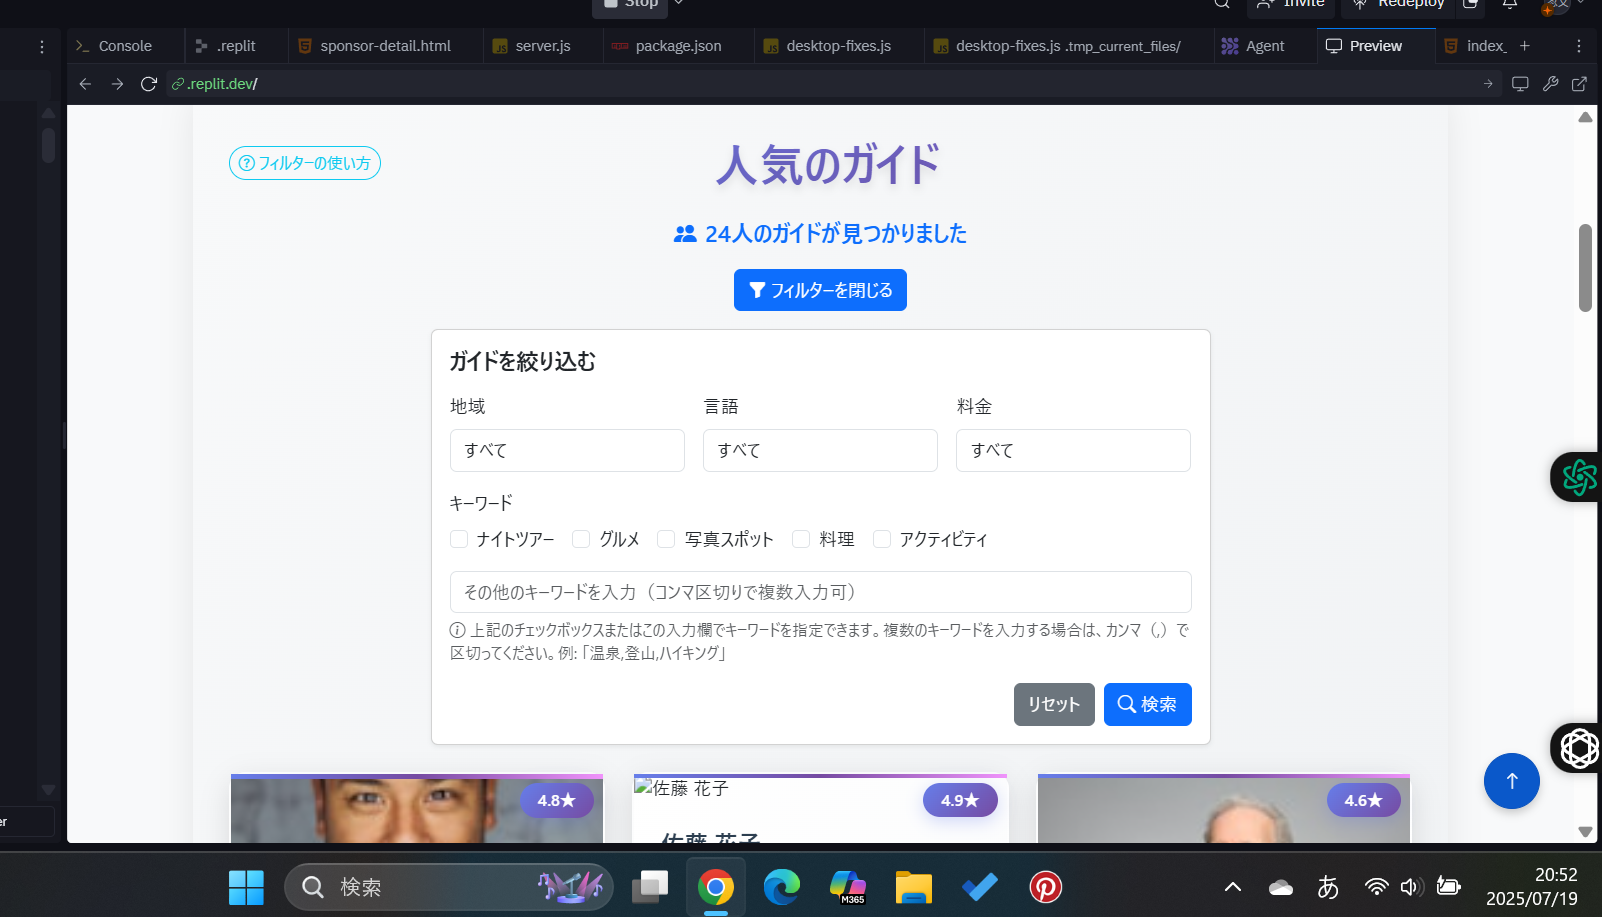 Stop
Invite
Redeploy
Console
.replit
sponsor-detail.html
server.js
package.json
desktop-fixes.js
desktop-fixes.js .tmp_current_files/
Agent
Preview
index_
.replit.dev/
フィルターの使い方
人気のガイド
24人のガイドが見つかりました
フィルターを閉じる
ガイドを絞り込む
地域
言語
料金
すべて
すべて
すべて
キーワード
ナイトツアー
グルメ
写真スポット
料理
アクティビティ
その他のキーワードを入力（コンマ区切りで複数入力可）
上記のチェックボックスまたはこの入力欄でキーワードを指定できます。複数のキーワードを入力する場合は、カンマ（,）で
区切ってください。例: 「温泉,登山,ハイキング」
リセット
検索
4.8★
佐藤 花子
4.9★
4.6★
佐藤 花子
er
検索
M365
あ
20:52
2025/07/19